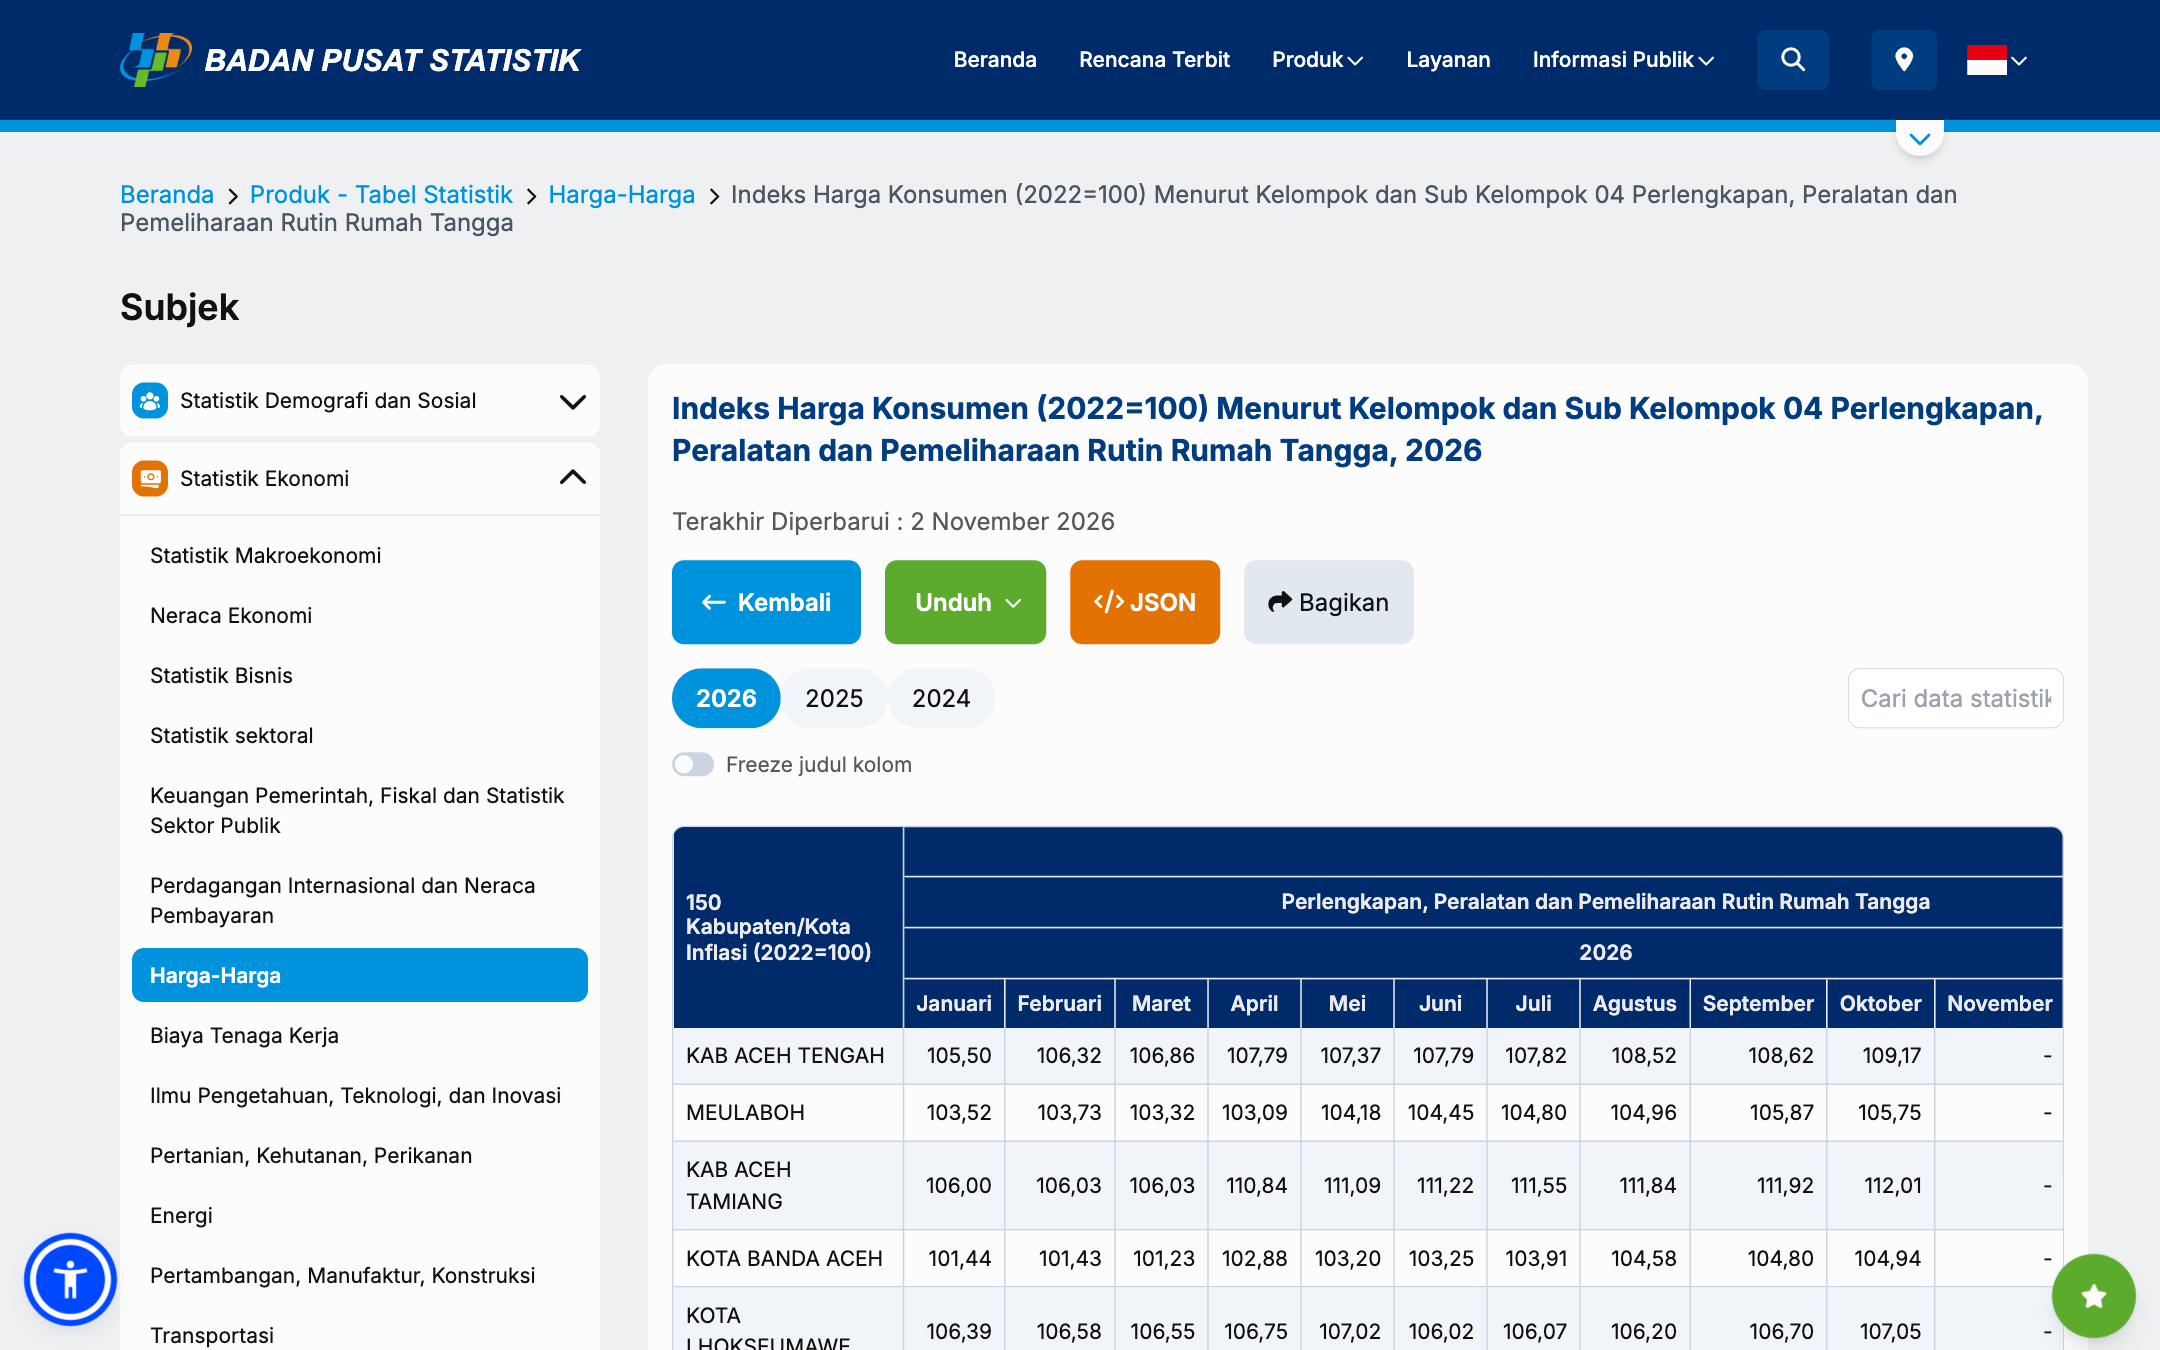 BADAN PUSAT STATISTIK
Beranda
Rencana Terbit
Produk
Layanan
Informasi Publik
Beranda > Produk - Tabel Statistik > Harga-Harga > Indeks Harga Konsumen (2022=100) Menurut Kelompok dan Sub Kelompok 04 Perlengkapan, Peralatan dan
Pemeliharaan Rutin Rumah Tangga
Subjek
Statistik Demografi dan Sosial
Statistik Ekonomi
Statistik Makroekonomi
Neraca Ekonomi
Statistik Bisnis
Statistik sektoral
Keuangan Pemerintah, Fiskal dan Statistik
Sektor Publik
Perdagangan Internasional dan Neraca
Pembayaran
Harga-Harga
Biaya Tenaga Kerja
Ilmu Pengetahuan, Teknologi, dan Inovasi
Pertanian, Kehutanan, Perikanan
Energi
Pertambangan, Manufaktur, Konstruksi
Transportasi
Indeks Harga Konsumen (2022=100) Menurut Kelompok dan Sub Kelompok 04 Perlengkapan,
Peralatan dan Pemeliharaan Rutin Rumah Tangga, 2026
Terakhir Diperbarui : 2 November 2026
Kembali
Unduh
</> JSON
Bagikan
2026
2025
2024
Cari data statistik
Freeze judul kolom
150
Kabupaten/Kota
Inflasi (2022=100)
Perlengkapan, Peralatan dan Pemeliharaan Rutin Rumah Tangga
2026
Januari Februari Maret April Mei Juni Juli Agustus September Oktober November
KAB ACEH TENGAH 105,50 106,32 106,86 107,79 107,37 107,79 107,82 108,52 108,62 109,17 -
MEULABOH 103,52 103,73 103,32 103,09 104,18 104,45 104,80 104,96 105,87 105,75 -
KAB ACEH
TAMIANG 106,00 106,03 106,03 110,84 111,09 111,22 111,55 111,84 111,92 112,01 -
KOTA BANDA ACEH 101,44 101,43 101,23 102,88 103,20 103,25 103,91 104,58 104,80 104,94 -
KOTA
LHOKSEUMAWE 106,39 106,58 106,55 106,75 107,02 106,02 106,07 106,20 106,70 107,05 -